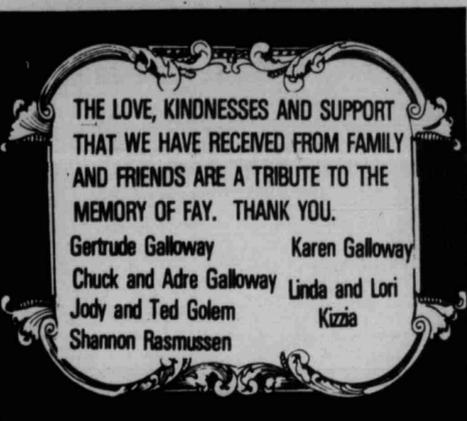 THE LOVE, KINDNESSES AND SUPPORT
THAT WE HAVE RECEIVED FROM FAMILY
AND FRIENDS ARE A TRIBUTE TO THE
MEMORY OF FAY. THANK YOU.
Gertrude Galloway
Chuck and Adre Galloway
Jody and Ted Golem
Shannon Rasmussen
Karen Galloway
Linda and Lori
Kizzia